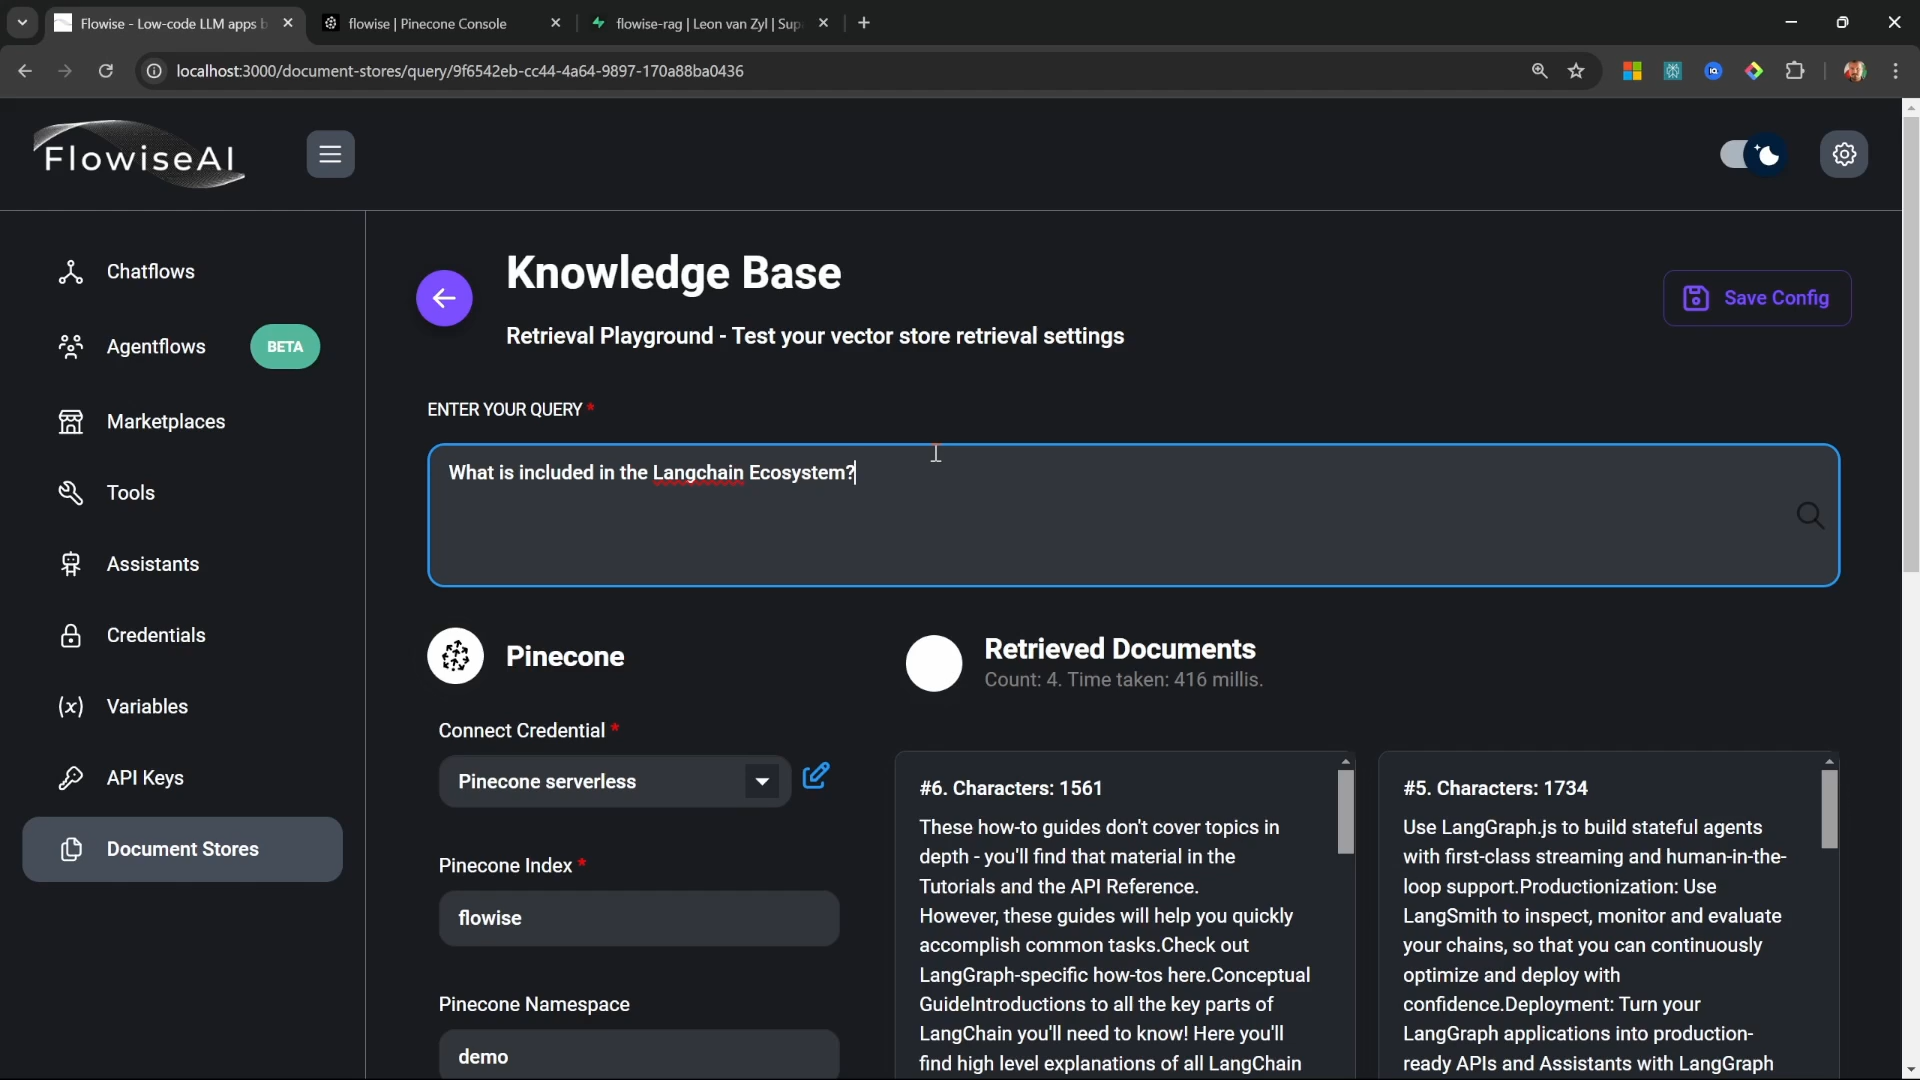 Flowise - Low-code LLM apps b
flowise | Pinecone Console
flowise-rag | Leon van Zyl | Sup
localhost:3000/document-stores/query/9f6542eb-cc44-4a64-9897-170a88ba0436
FlowiseAI
Chatflows
Agentflows
BETA
Marketplaces
Tools
Assistants
Credentials
Variables
API Keys
Document Stores
Knowledge Base
Retrieval Playground - Test your vector store retrieval settings
Save Config
ENTER YOUR QUERY *
What is included in the Langchain Ecosystem?
Pinecone
Connect Credential *
Pinecone serverless
Pinecone Index *
flowise
Pinecone Namespace
demo
Retrieved Documents
Count: 4. Time taken: 416 millis.
#6. Characters: 1561
These how-to guides don't cover topics in
depth - you'll find that material in the
Tutorials and the API Reference.
However, these guides will help you quickly
accomplish common tasks.Check out
LangGraph-specific how-tos here.Conceptual
GuideIntroductions to all the key parts of
LangChain you'll need to know! Here you'll
find high level explanations of all LangChain
#5. Characters: 1734
Use LangGraph.js to build stateful agents
with first-class streaming and human-in-the-
loop support.Productionization: Use
LangSmith to inspect, monitor and evaluate
your chains, so that you can continuously
optimize and deploy with
confidence.Deployment: Turn your
LangGraph applications into production-
ready APIs and Assistants with LangGraph